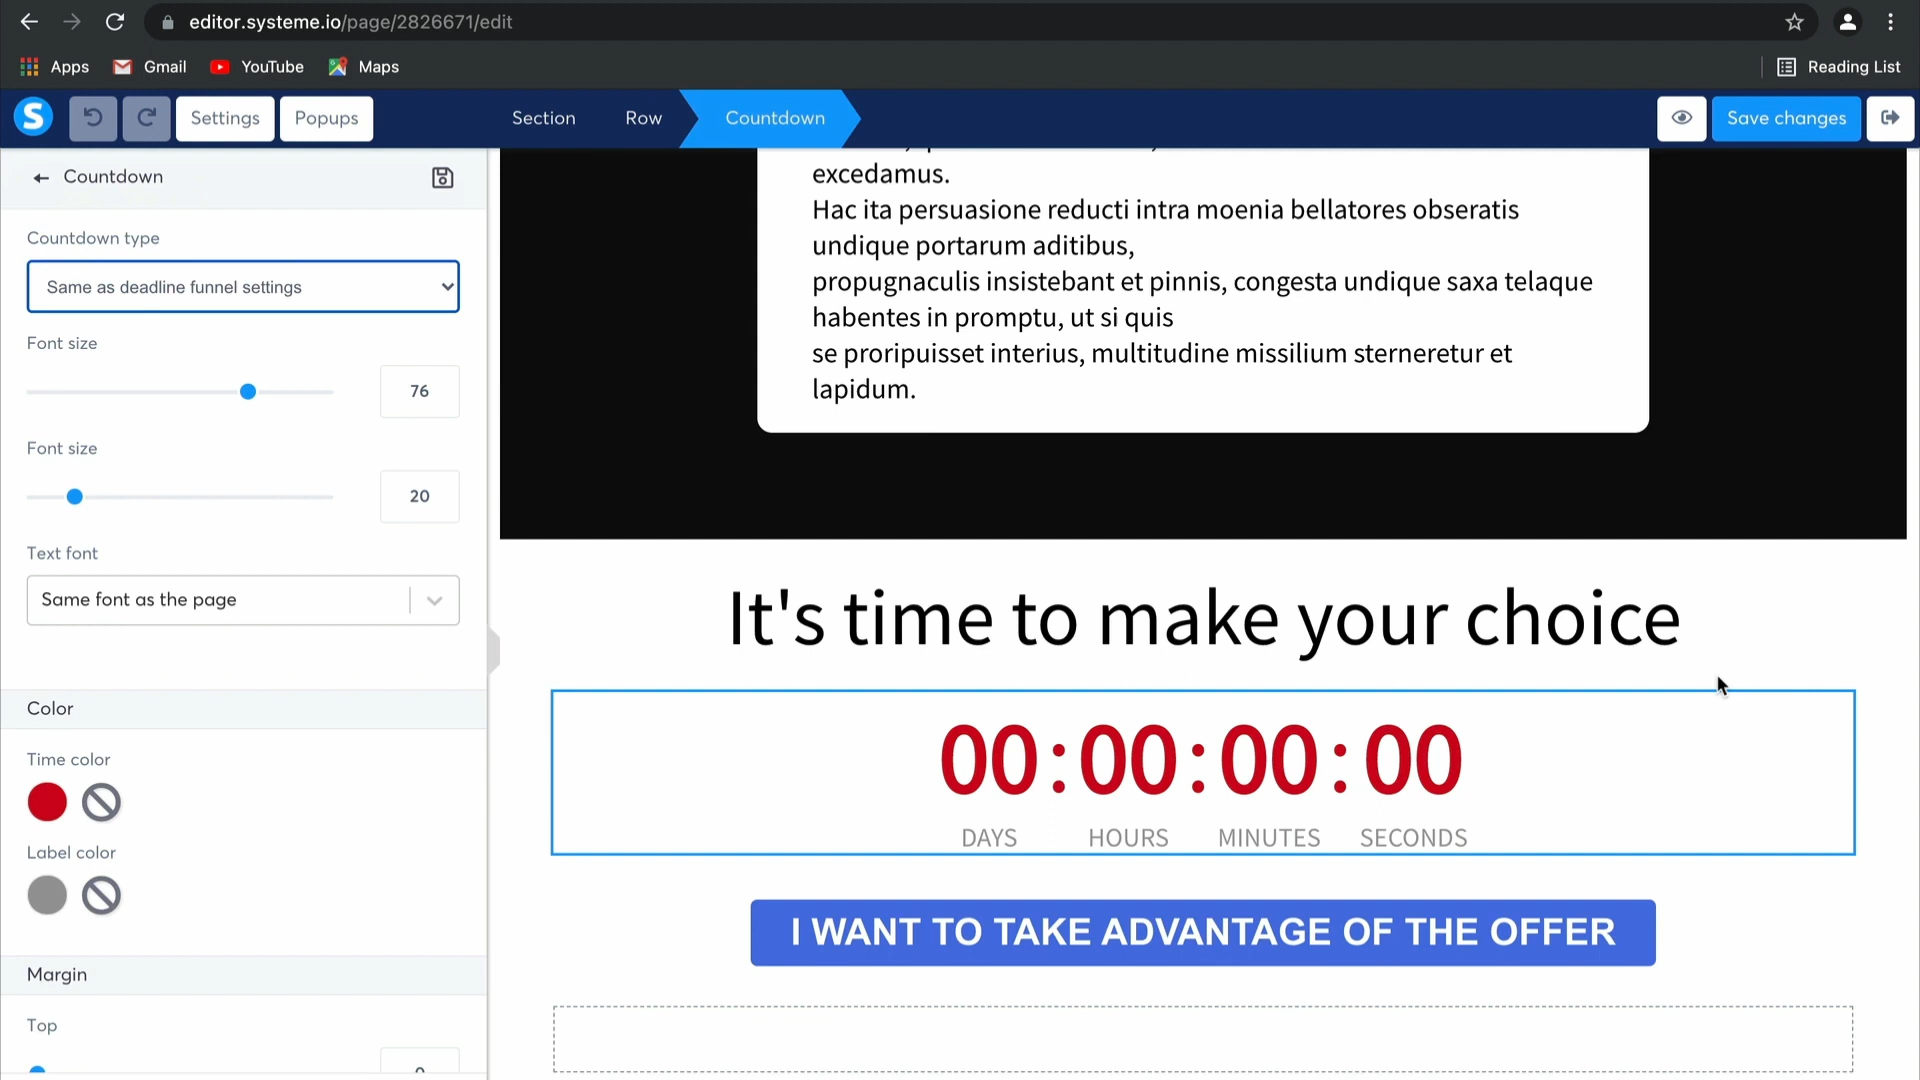 editor.systeme.io/page/2826671/edit
Apps
Gmail
YouTube
Maps
Reading List
S
Settings
Popups
Section
Row
Countdown
Save changes
Countdown
Countdown type
Same as deadline funnel settings
Font size
76
Font size
20
Text font
Same font as the page
Color
Time color
Label color
Margin
Top
excedamus.
Hac ita persuasione reducti intra moenia bellatores obseratis
undique portarum aditibus,
propugnaculis insistebant et pinnis, congesta undique saxa telaque
habentes in promptu, ut si quis
se proripuisset interius, multitudine missilium sterneretur et
lapidum.
It's time to make your choice
00:00:00:00
DAYS HOURS MINUTES SECONDS
I WANT TO TAKE ADVANTAGE OF THE OFFER